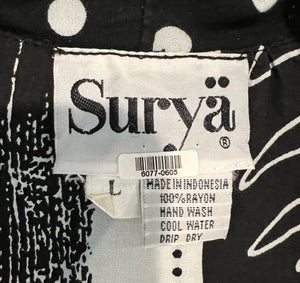 Suryä
®
6077-0605
L
MADE IN INDONESIA
100% RAYON
HAND WASH
COOL WATER
DRIP DRY